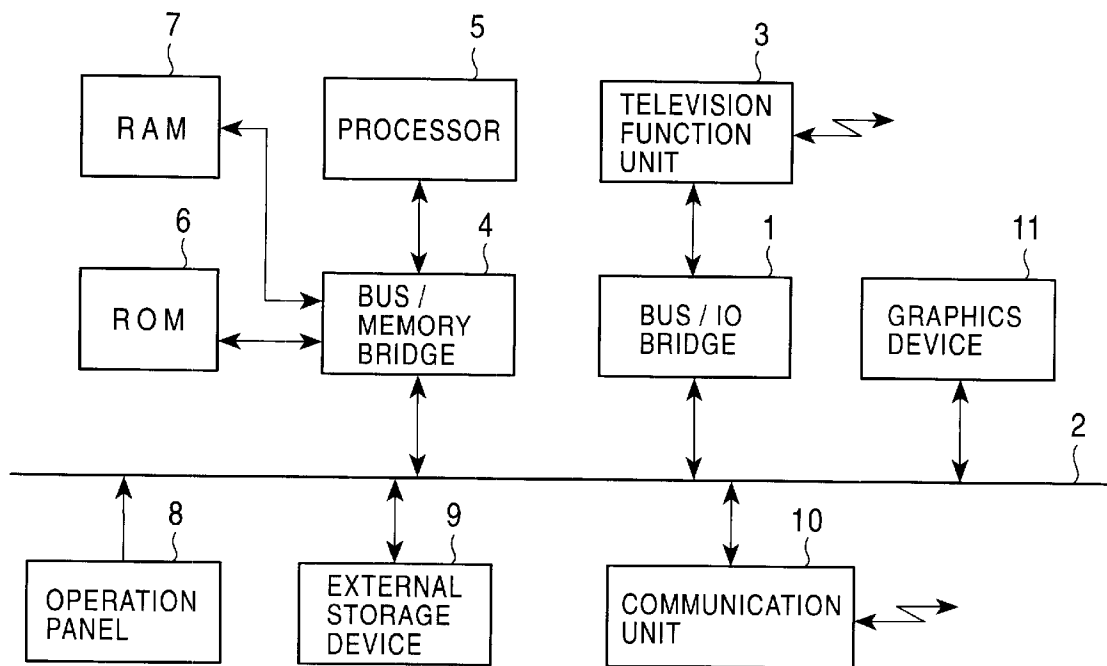 7
RAM
5
PROCESSOR
3
TELEVISION
FUNCTION
UNIT
6
ROM
4
BUS /
MEMORY
BRIDGE
1
BUS / IO
BRIDGE
11
GRAPHICS
DEVICE
2
8
OPERATION
PANEL
9
EXTERNAL
STORAGE
DEVICE
10
COMMUNICATION
UNIT